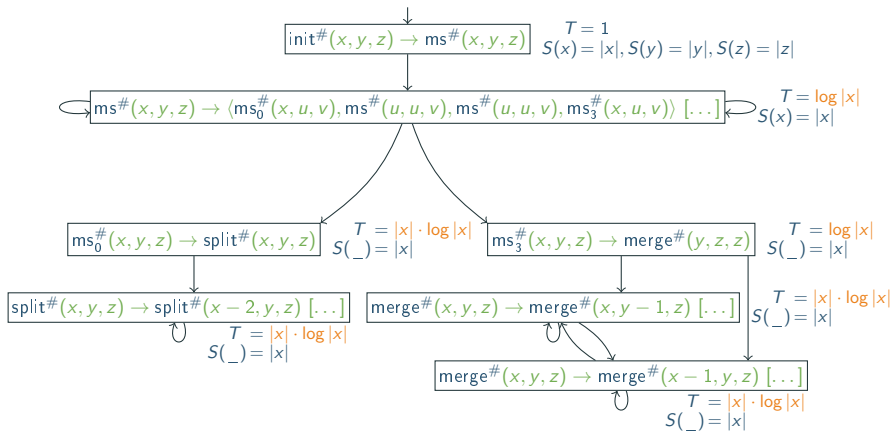 init#(x, y, z) → ms#(x, y, z)
T = 1
S(x) = |x|, S(y) = |y|, S(z) = |z|
ms#(x, y, z) → ⟨ms₀#(x, u, v), ms#(u, u, v), ms#(u, u, v), ms₃#(x, u, v)⟩ [...]
T = log |x|
S(x) = |x|
ms₀#(x, y, z) → split#(x, y, z)
T = |x| · log |x|
S(_) = |x|
ms₃#(x, y, z) → merge#(y, z, z)
T = log |x|
S(_) = |x|
split#(x, y, z) → split#(x − 2, y, z) [...]
T = |x| · log |x|
S(_) = |x|
merge#(x, y, z) → merge#(x, y − 1, z) [...]
T = |x| · log |x|
S(_) = |x|
merge#(x, y, z) → merge#(x − 1, y, z) [...]
T = |x| · log |x|
S(_) = |x|